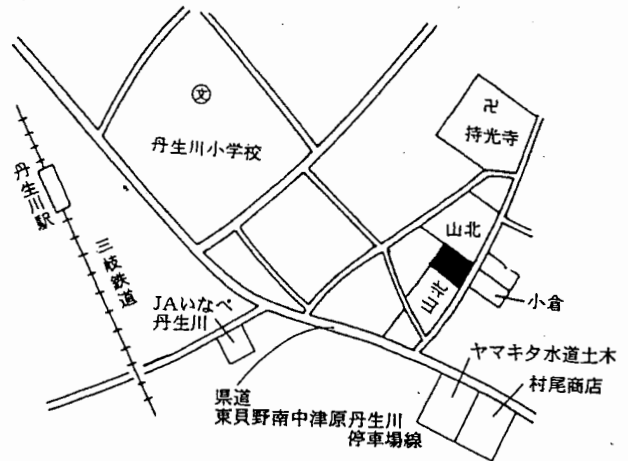 文
丹生川小学校
卍
持光寺
丹生川駅
三岐鉄道
山北
山北
小倉
JAいなべ
丹生川
ヤマキタ水道土木
村尾商店
県道
東貝野南中津原丹生川
停車場線